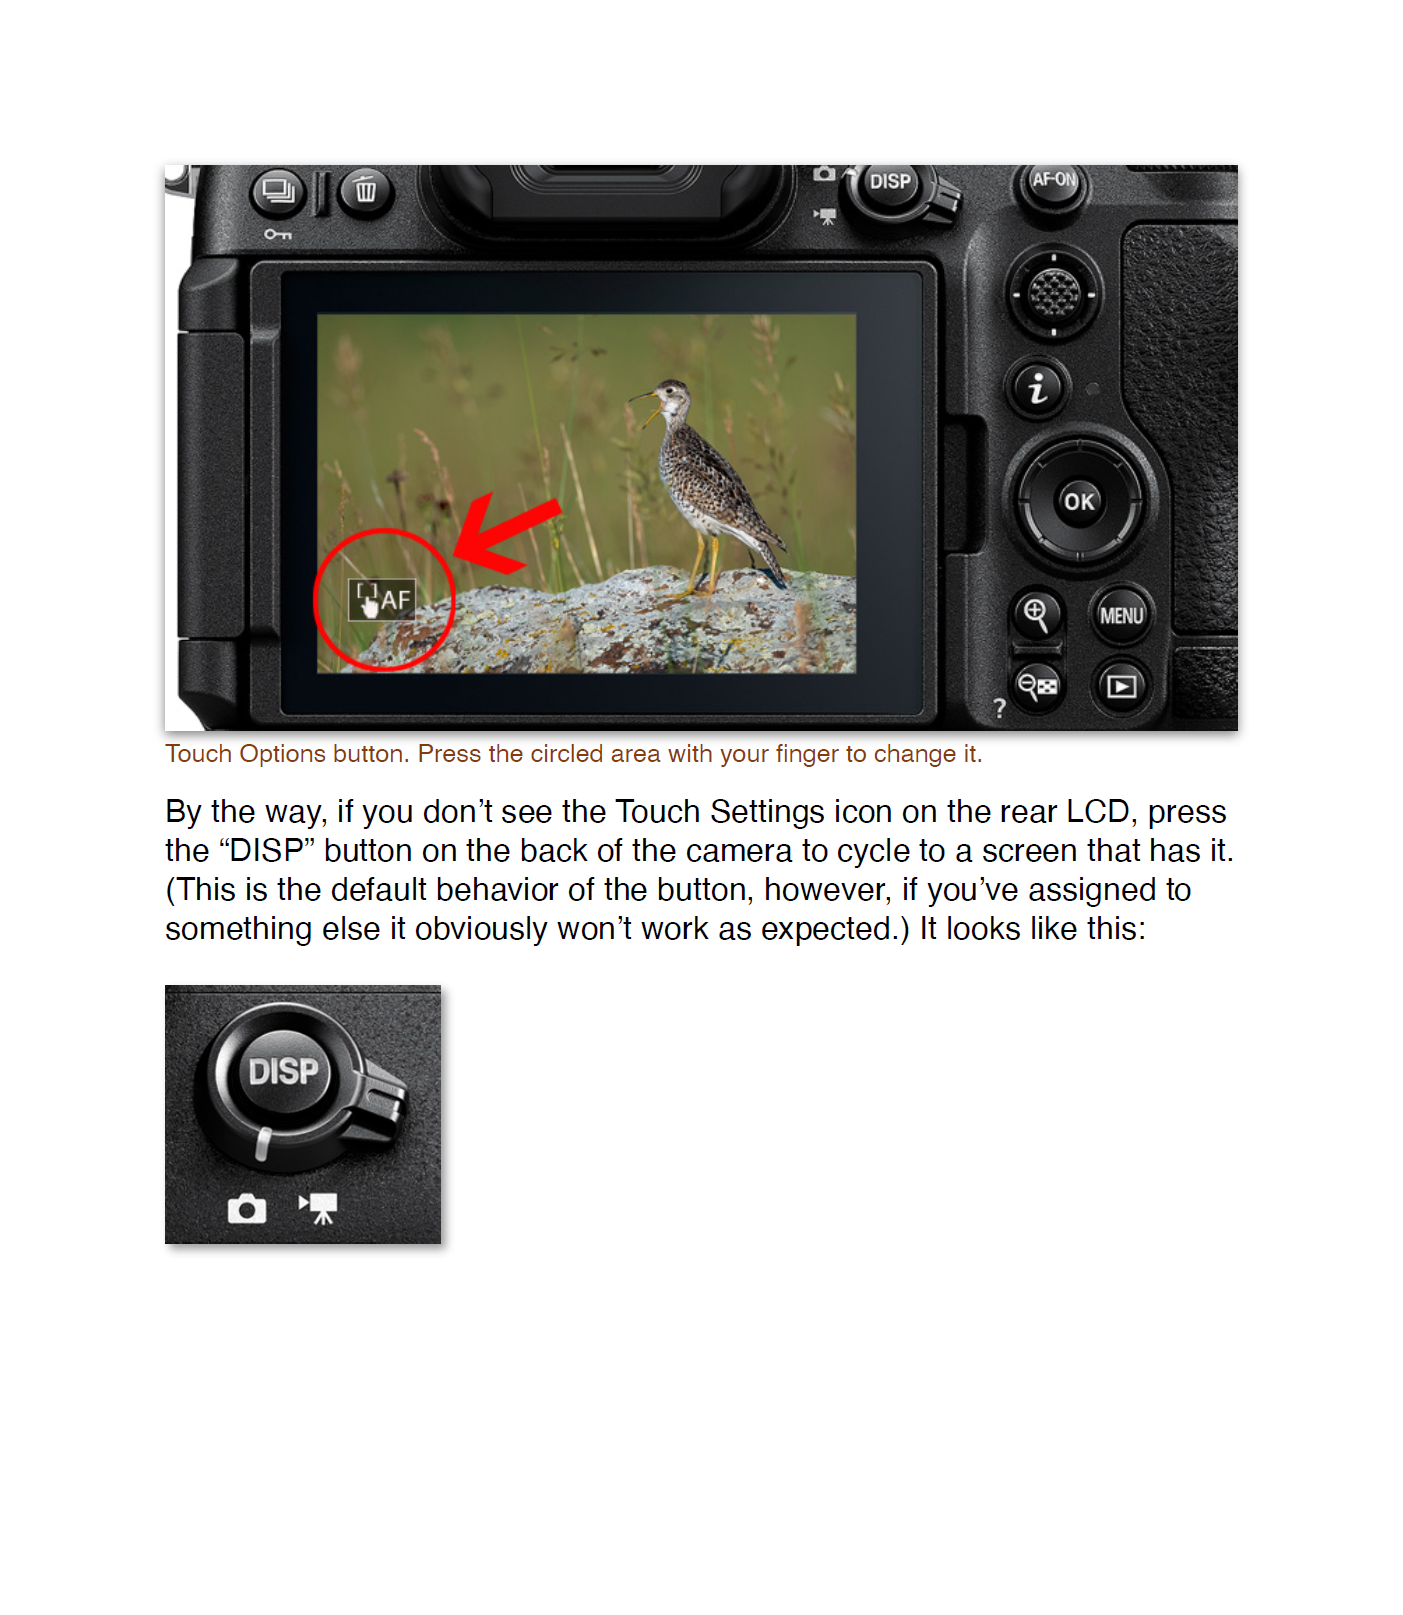 DISP
AF-ON
i
AF
OK
MENU
?
Touch Options button. Press the circled area with your finger to change it.
By the way, if you don’t see the Touch Settings icon on the rear LCD, press
the “DISP” button on the back of the camera to cycle to a screen that has it.
(This is the default behavior of the button, however, if you’ve assigned to
something else it obviously won’t work as expected.) It looks like this:
DISP